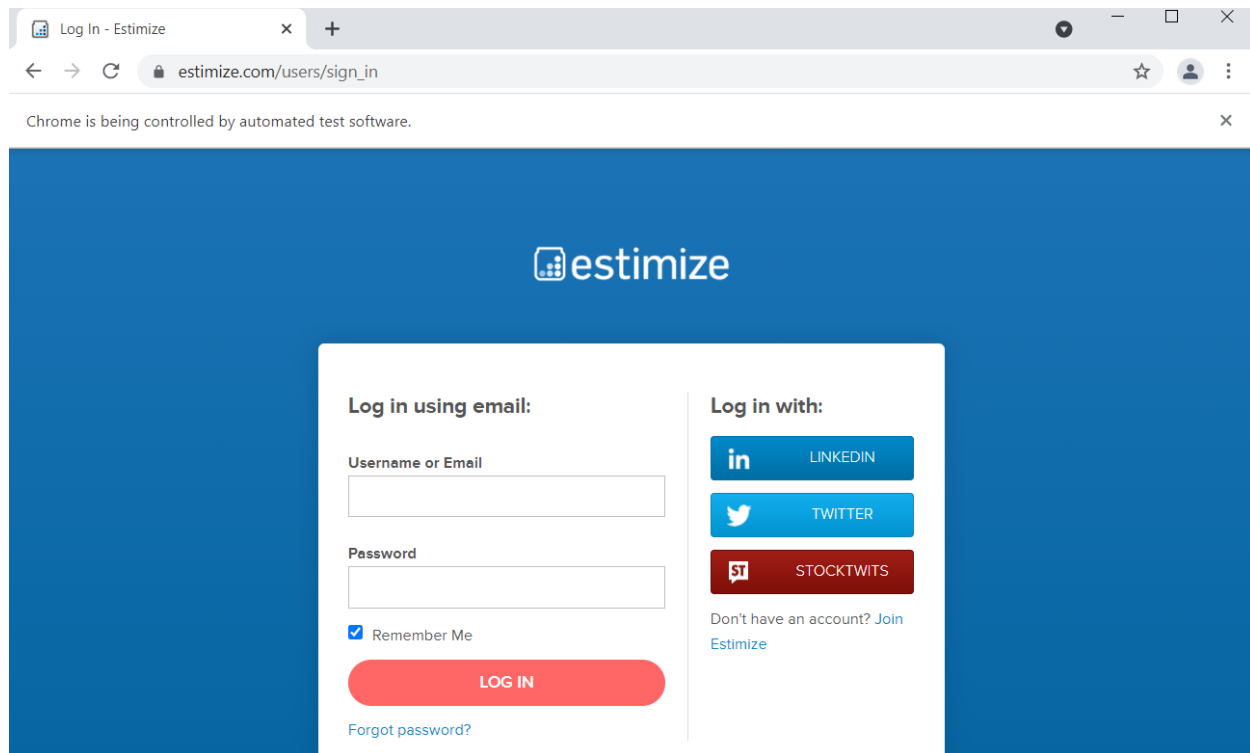 Log In - Estimize
estimize.com/users/sign_in
Chrome is being controlled by automated test software.
estimize
Log in using email:
Username or Email
Password
Remember Me
LOG IN
Forgot password?
Log in with:
in LINKEDIN
TWITTER
ST STOCKTWITS
Don't have an account? Join
Estimize